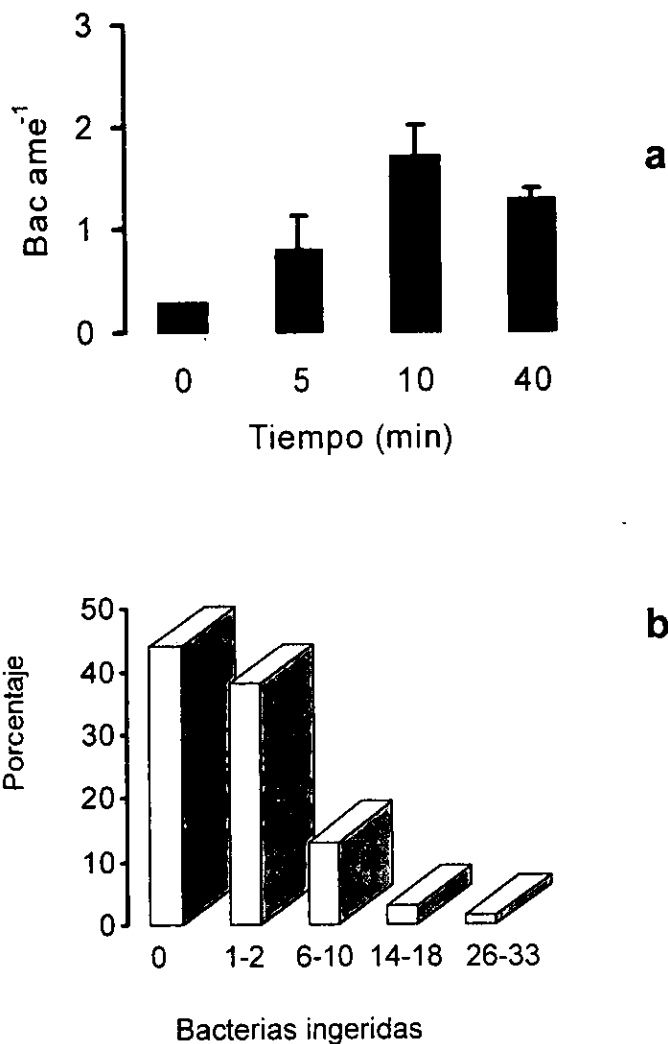 3
2
1
0
Bac ame⁻¹
0 5 10 40
Tiempo (min)
a
50
40
30
20
10
0
Porcentaje
0 1-2 6-10 14-18 26-33
Bacterias ingeridas
b